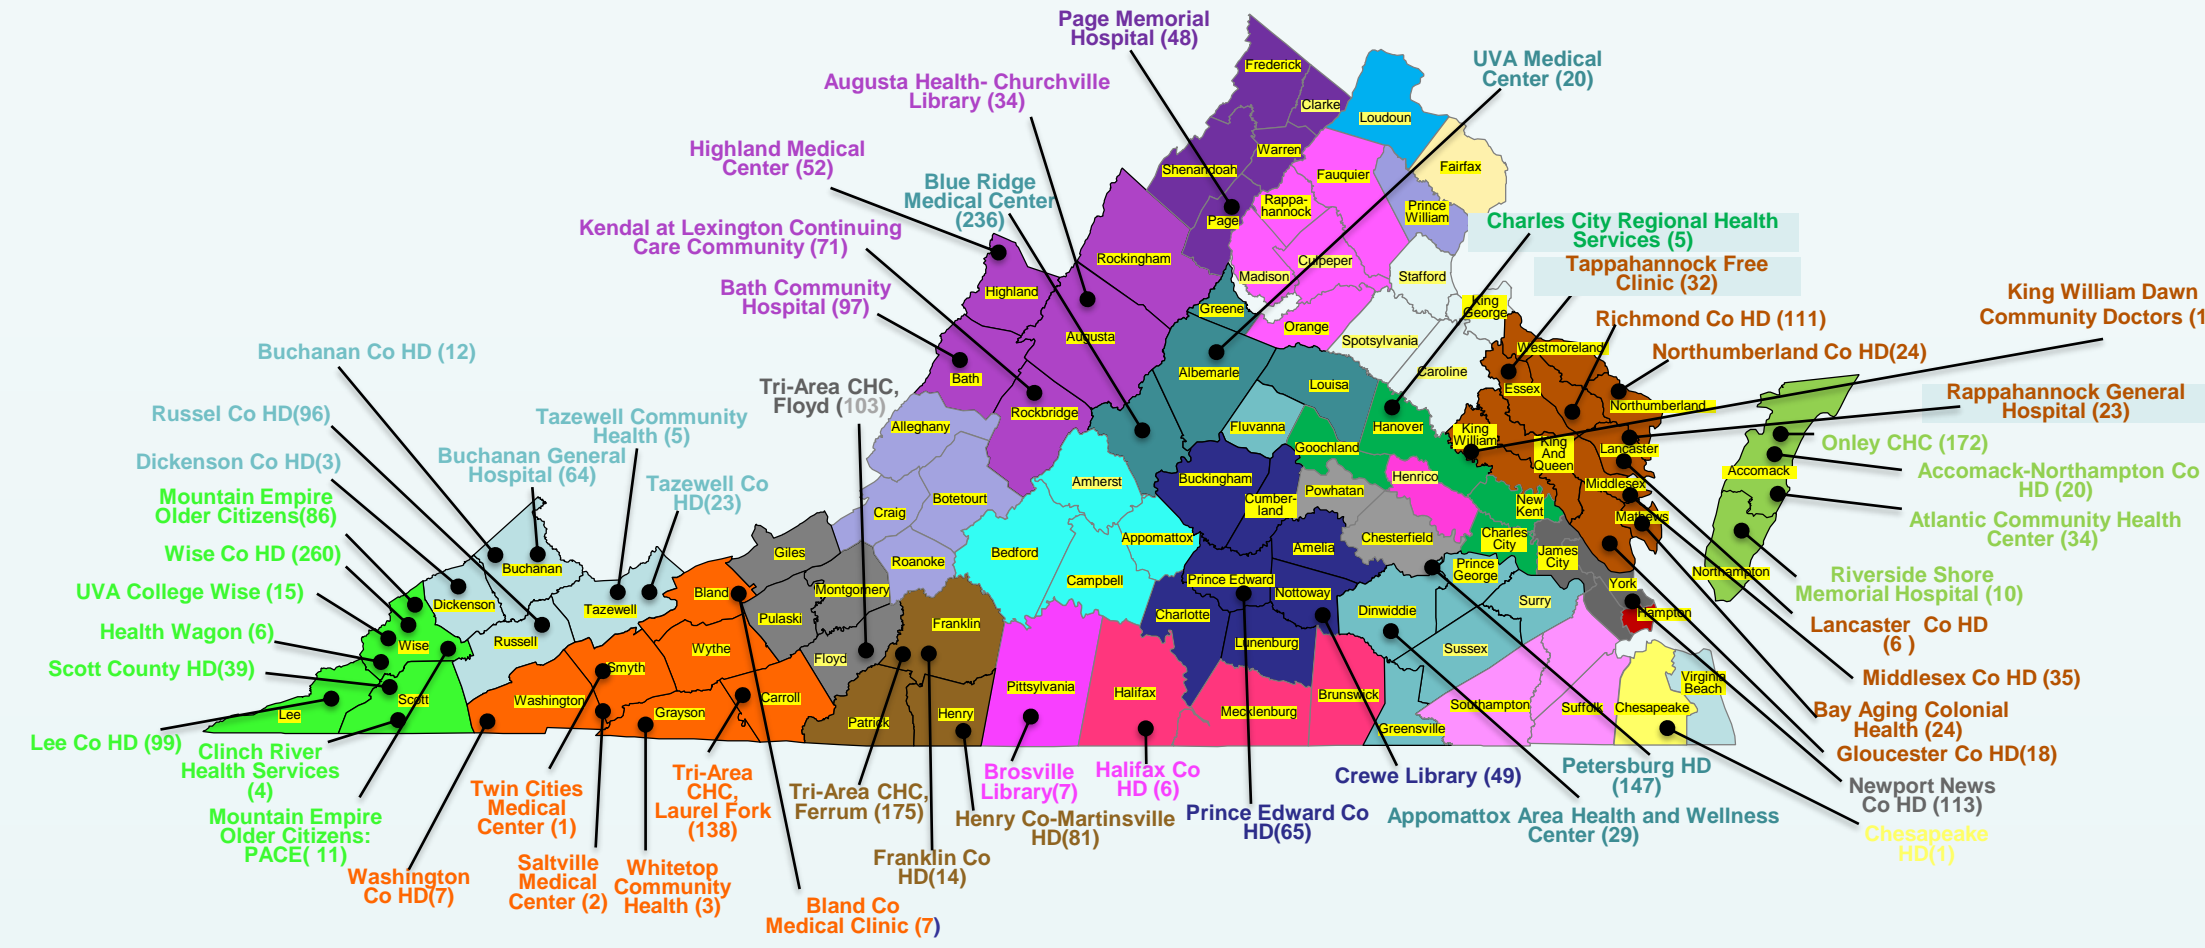 Page Memorial
Hospital (48)
UVA Medical
Center (20)
Augusta Health- Churchville
Library (34)
Highland Medical
Center (52)
Blue Ridge
Medical Center
(236)
Kendal at Lexington Continuing
Care Community (71)
Bath Community
Hospital (97)
Charles City Regional Health
Services (5)
Tappahannock Free
Clinic (32)
King William Dawn
Community Doctors (1
Richmond Co HD (111)
Northumberland Co HD(24)
Rappahannock General
Hospital (23)
Onley CHC (172)
Accomack-Northampton Co
HD (20)
Atlantic Community Health
Center (34)
Riverside Shore
Memorial Hospital (10)
Lancaster  Co HD
(6 )
Middlesex Co HD (35)
Bay Aging Colonial
Health (24)
Gloucester Co HD(18)
Newport News
Co HD (113)
Chesapeake
HD(1)
Buchanan Co HD (12)
Russel Co HD(96)
Tazewell Community
Health (5)
Tri-Area CHC,
Floyd (103)
Dickenson Co HD(3)
Buchanan General
Hospital (64)
Tazewell Co
HD(23)
Mountain Empire
Older Citizens(86)
Wise Co HD (260)
UVA College Wise (15)
Health Wagon (6)
Scott County HD(39)
Lee Co HD (99)
Clinch River
Health Services
(4)
Mountain Empire
Older Citizens:
PACE( 11)
Washington
Co HD(7)
Twin Cities
Medical
Center (1)
Saltville
Medical
Center (2)
Whitetop
Community
Health (3)
Tri-Area
CHC,
Laurel Fork
(138)
Bland Co
Medical Clinic (7)
Tri-Area CHC,
Ferrum (175)
Franklin Co
HD(14)
Henry Co-Martinsville
HD(81)
Brosville
Library(7)
Halifax Co
HD (6)
Prince Edward Co
HD(65)
Crewe Library (49)
Appomattox Area Health and Wellness
Center (29)
Petersburg HD
(147)
Frederick
Clarke
Loudoun
Warren
Shenandoah
Fauquier
Fairfax
Rappa-
hannock
Prince
William
Page
Rockingham
Culpeper
Madison
Stafford
Highland
Greene
King
George
Orange
Augusta
Spotsylvania
Westmoreland
Albemarle
Caroline
Bath
Louisa
Essex
Rockbridge
Northumberland
Alleghany
Fluvanna
Hanover
King
William
Goochland
King
And
Queen
Lancaster
Accomack
Amherst
Buckingham
Henrico
Powhatan
Middlesex
Botetourt
Cumber-
land
New
Kent
Craig
Mathews
Appomattox
Chesterfield
Charles
City
Giles
Bedford
Amelia
James
City
Roanoke
Buchanan
Prince
George
Northampton
Campbell
Prince Edward
York
Montgomery
Bland
Nottoway
Dickenson
Tazewell
Surry
Dinwiddie
Hampton
Pulaski
Charlotte
Franklin
Russell
Wise
Lunenburg
Wythe
Sussex
Floyd
Smyth
Virginia
Beach
Pittsylvania
Halifax
Brunswick
Scott
Washington
Carroll
Southampton
Suffolk
Chesapeake
Lee
Grayson
Mecklenburg
Henry
Patrick
Greensville